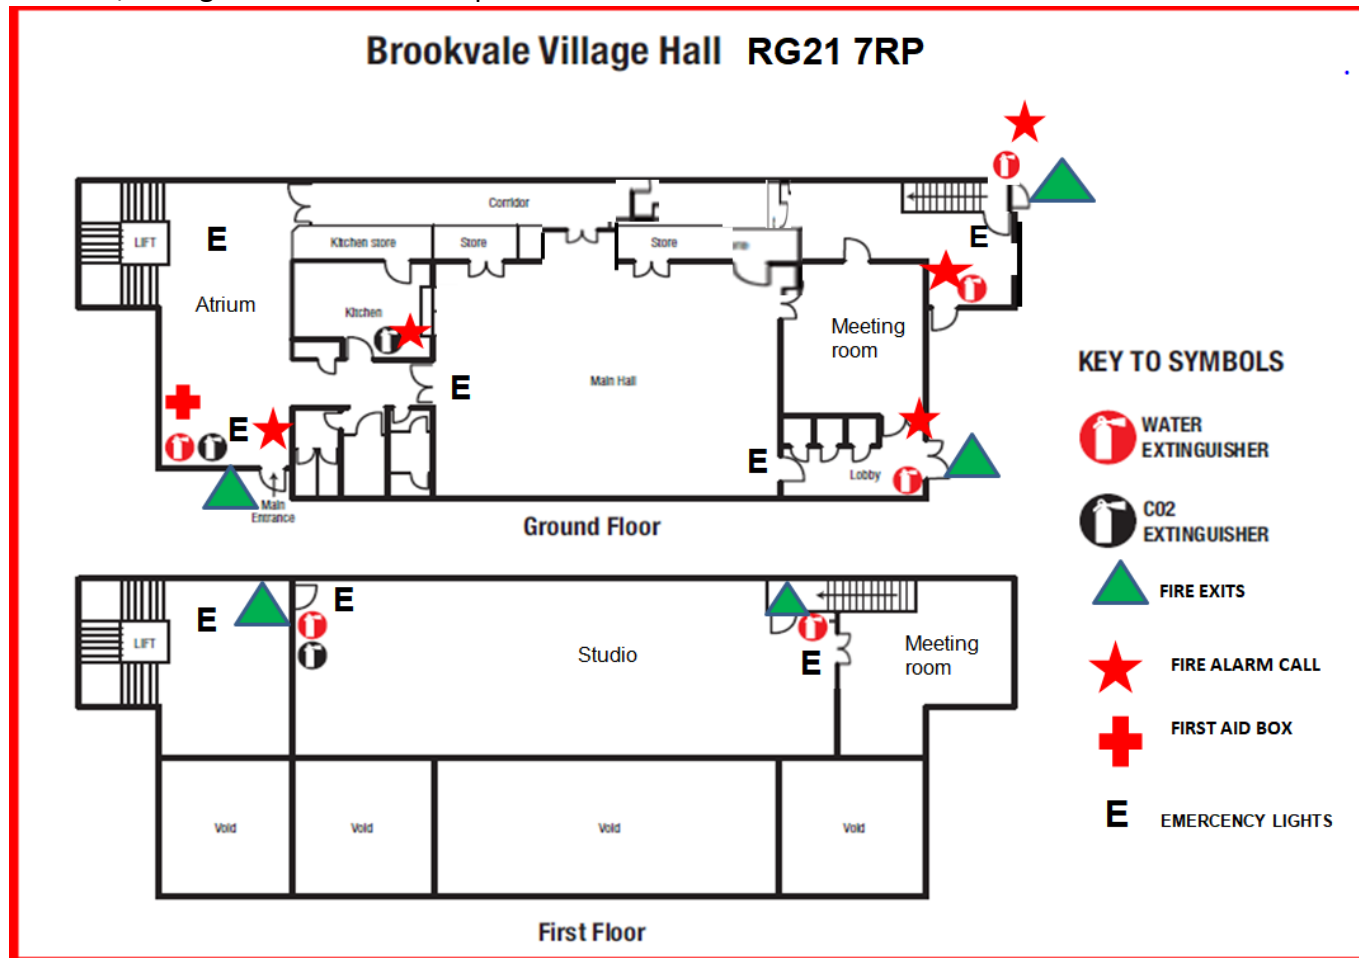 Brookvale Village Hall RG21 7RP
Corridor
LIFT
E
Kitchen store
Store
Store
E
Atrium
Kitchen
Meeting
room
KEY TO SYMBOLS
Main Hall
E
WATER
EXTINGUISHER
E
E
Lobby
Main
Entrance
C02
EXTINGUISHER
Ground Floor
FIRE EXITS
E
E
LIFT
Studio
E
Meeting
room
FIRE ALARM CALL
FIRST AID BOX
Void
Void
Void
Void
E
EMERCENCY LIGHTS
First Floor